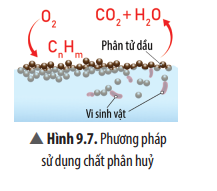 O₂
CO₂ + H₂O
CₙHₘ
Phân tử dầu
Vi sinh vật
▲ Hình 9.7. Phương pháp
sử dụng chất phân huỷ